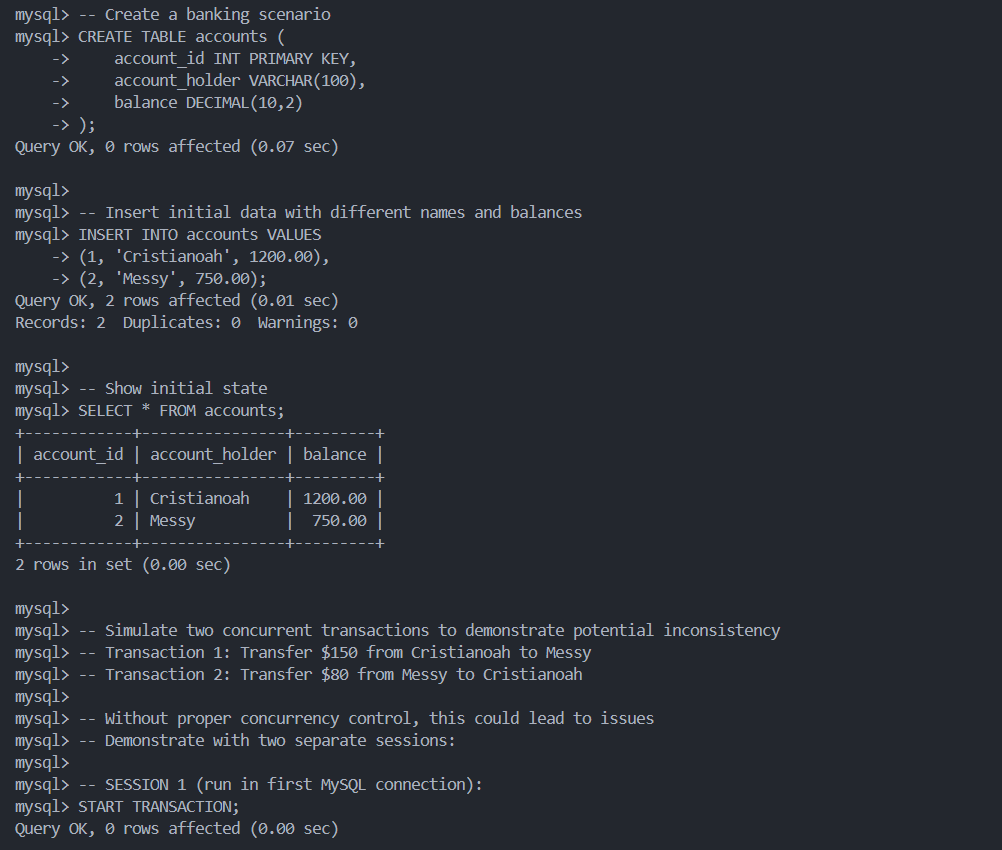 mysql> -- Create a banking scenario
mysql> CREATE TABLE accounts (
    ->     account_id INT PRIMARY KEY,
    ->     account_holder VARCHAR(100),
    ->     balance DECIMAL(10,2)
    -> );
Query OK, 0 rows affected (0.07 sec)

mysql>
mysql> -- Insert initial data with different names and balances
mysql> INSERT INTO accounts VALUES
    -> (1, 'Cristianoah', 1200.00),
    -> (2, 'Messy', 750.00);
Query OK, 2 rows affected (0.01 sec)
Records: 2  Duplicates: 0  Warnings: 0

mysql>
mysql> -- Show initial state
mysql> SELECT * FROM accounts;
+------------+----------------+---------+
| account_id | account_holder | balance |
+------------+----------------+---------+
|          1 | Cristianoah    | 1200.00 |
|          2 | Messy          |  750.00 |
+------------+----------------+---------+
2 rows in set (0.00 sec)

mysql>
mysql> -- Simulate two concurrent transactions to demonstrate potential inconsistency
mysql> -- Transaction 1: Transfer $150 from Cristianoah to Messy
mysql> -- Transaction 2: Transfer $80 from Messy to Cristianoah
mysql>
mysql> -- Without proper concurrency control, this could lead to issues
mysql> -- Demonstrate with two separate sessions:
mysql>
mysql> -- SESSION 1 (run in first MySQL connection):
mysql> START TRANSACTION;
Query OK, 0 rows affected (0.00 sec)